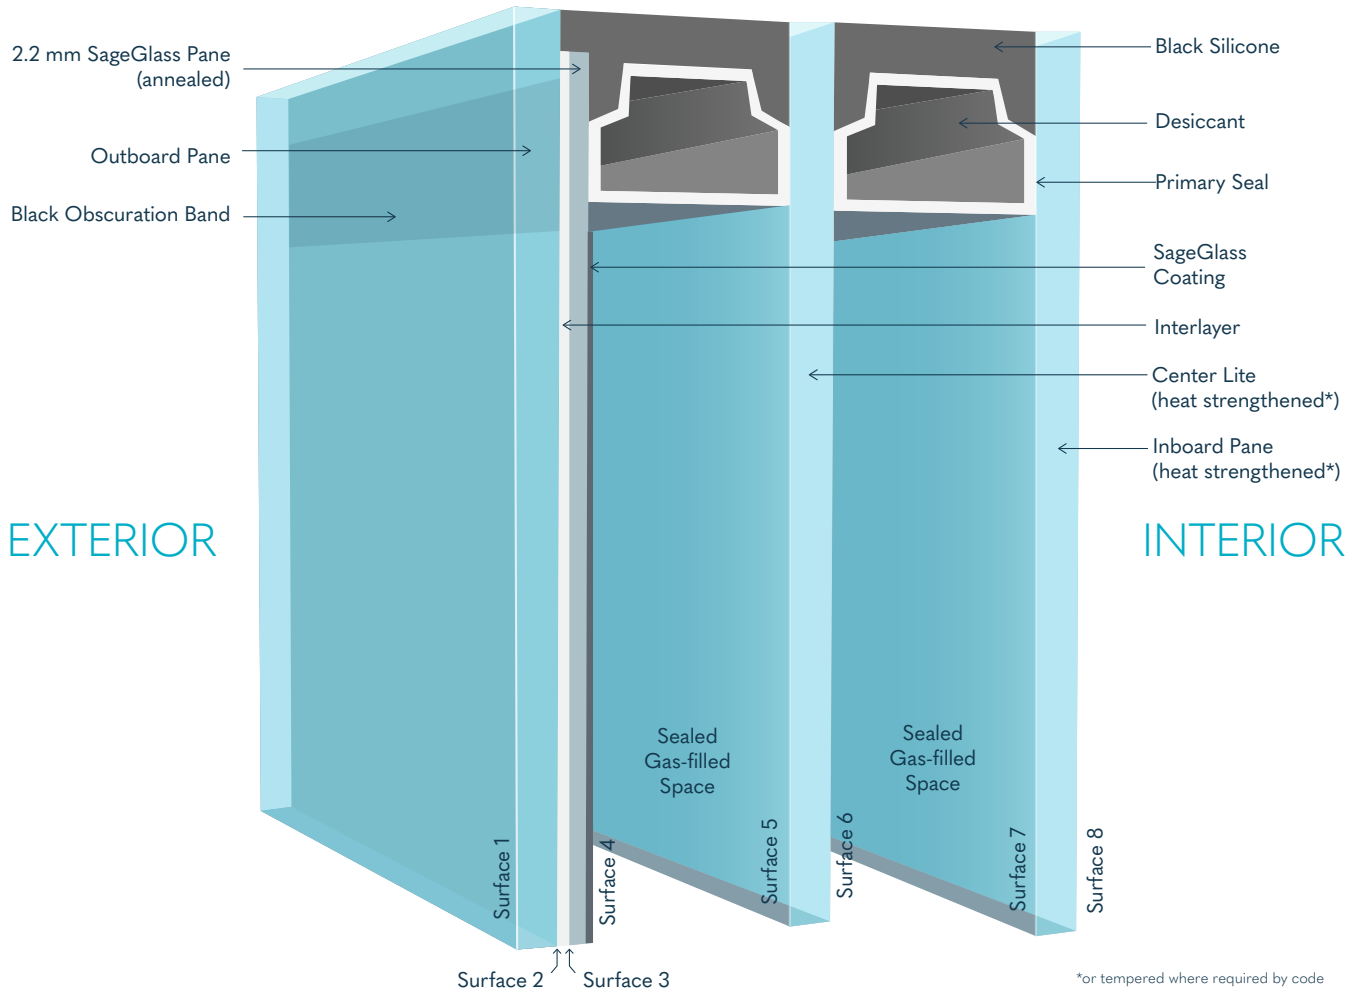 2.2 mm SageGlass Pane
(annealed)
Outboard Pane
Black Obscuration Band
Black Silicone
Desiccant
Primary Seal
SageGlass
Coating
Interlayer
Center Lite
(heat strengthened*)
Inboard Pane
(heat strengthened*)
EXTERIOR
INTERIOR
Sealed
Gas-filled
Space
Sealed
Gas-filled
Space
Surface 1
Surface 4
Surface 5
Surface 6
Surface 7
Surface 8
Surface 2
Surface 3
*or tempered where required by code